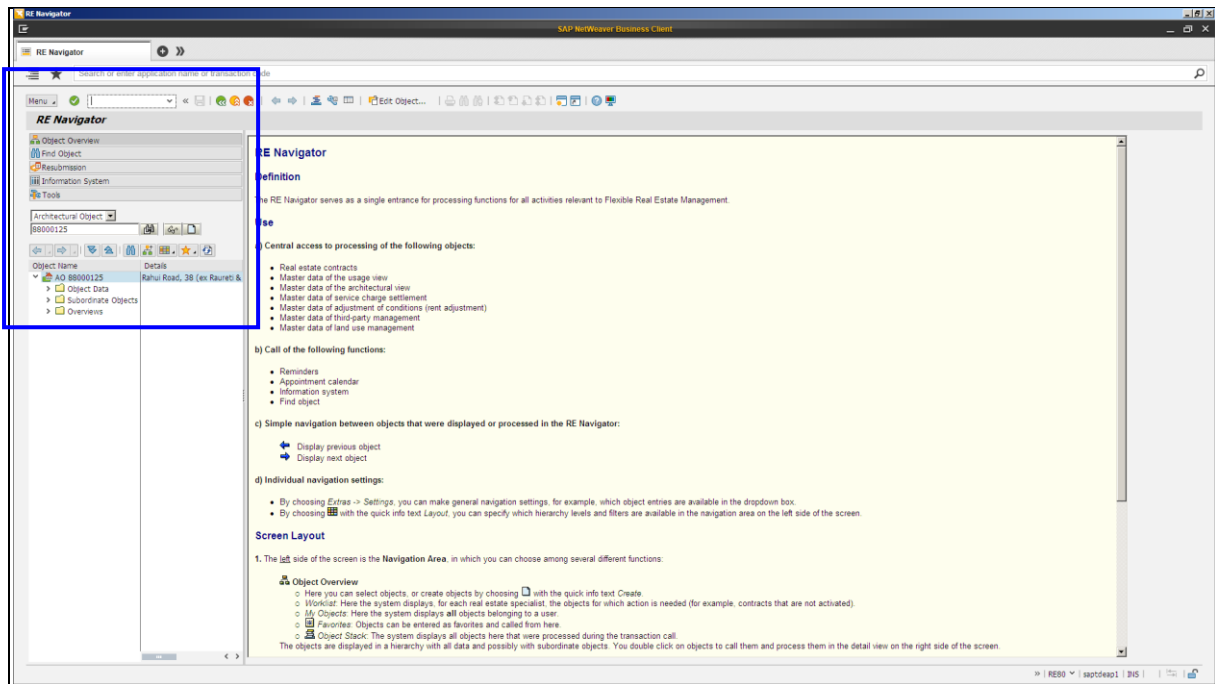 RE Navigator
SAP NetWeaver Business Client
RE Navigator
Search or enter application name or transaction code
Menu
Edit Object...
RE Navigator
Object Overview
Find Object
Resubmission
Information System
Tools
Architectural Object
88000125
Object Name Details
AO 88000125 Rahui Road, 38 (ex Raureti &
Object Data
Subordinate Objects
Overviews
RE Navigator
Definition
The RE Navigator serves as a single entrance for processing functions for all activities relevant to Flexible Real Estate Management.
Use
a) Central access to processing of the following objects:
Real estate contracts
Master data of the usage view
Master data of the architectural view
Master data of service charge settlement
Master data of adjustment of conditions (rent adjustment)
Master data of third-party management
Master data of land use management
b) Call of the following functions:
Reminders
Appointment calendar
Information system
Find object
c) Simple navigation between objects that were displayed or processed in the RE Navigator:
Display previous object
Display next object
d) Individual navigation settings:
By choosing Extras -> Settings, you can make general navigation settings, for example, which object entries are available in the dropdown box.
By choosing with the quick info text Layout, you can specify which hierarchy levels and filters are available in the navigation area on the left side of the screen.
Screen Layout
1. The left side of the screen is the Navigation Area, in which you can choose among several different functions:
Object Overview
Here you can select objects, or create objects by choosing with the quick info text Create.
Worklist: Here the system displays, for each real estate specialist, the objects for which action is needed (for example, contracts that are not activated).
My Objects: Here the system displays all objects belonging to a user.
Favorites: Objects can be entered as favorites and called from here.
Object Stack: The system displays all objects here that were processed during the transaction call.
The objects are displayed in a hierarchy with all data and possibly with subordinate objects. You double click on objects to call them and process them in the detail view on the right side of the screen.
RE80 saptdeap1 INS